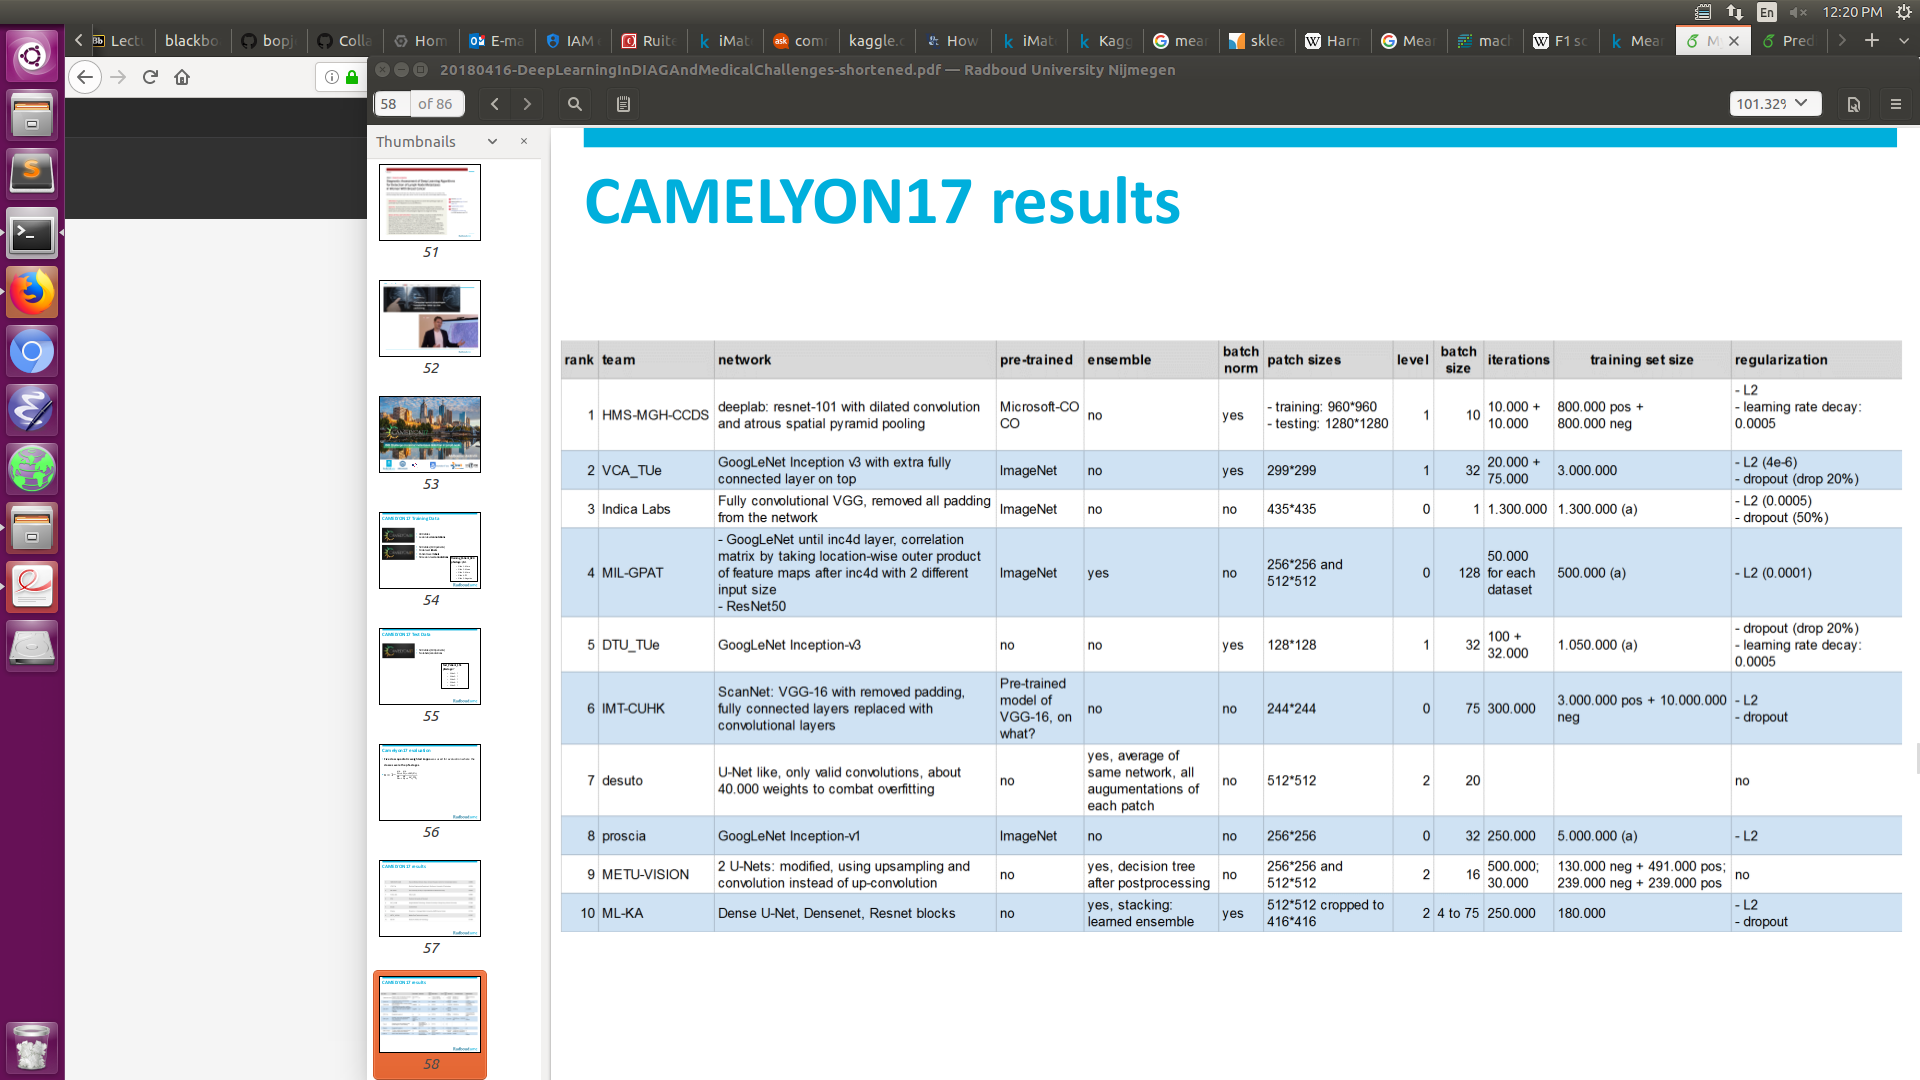 En
12:20 PM
Lect
blackbo
bopj
Colla
Hom
E-ma
IAM
Ruite
iMat
com
kaggle.c
How
iMat
Kagg
mear
sklea
Harm
Mear
mach
F1 sc
Mear
Pred
20180416-DeepLearningInDIAGAndMedicalChallenges-shortened.pdf — Radboud University Nijmegen
58 of 86
101.32%
Thumbnails
51
52
53
54
55
56
57
58
CAMELYON17 results
rank team network pre-trained ensemble batch norm patch sizes level batch size iterations training set size regularization
1 HMS-MGH-CCDS deeplab: resnet-101 with dilated convolution and atrous spatial pyramid pooling Microsoft-CO CO no yes - training: 960*960 - testing: 1280*1280 1 10 10.000 + 10.000 800.000 pos + 800.000 neg - L2 - learning rate decay: 0.0005
2 VCA_TUe GoogLeNet Inception v3 with extra fully connected layer on top ImageNet no yes 299*299 1 32 20.000 + 75.000 3.000.000 - L2 (4e-6) - dropout (drop 20%)
3 Indica Labs Fully convolutional VGG, removed all padding from the network ImageNet no no 435*435 0 1 1.300.000 1.300.000 (a) - L2 (0.0005) - dropout (50%)
4 MIL-GPAT - GoogLeNet until inc4d layer, correlation matrix by taking location-wise outer product of feature maps after inc4d with 2 different input size - ResNet50 ImageNet yes no 256*256 and 512*512 0 128 50.000 for each dataset 500.000 (a) - L2 (0.0001)
5 DTU_TUe GoogLeNet Inception-v3 no no yes 128*128 1 32 100 + 32.000 1.050.000 (a) - dropout (drop 20%) - learning rate decay: 0.0005
6 IMT-CUHK ScanNet: VGG-16 with removed padding, fully connected layers replaced with convolutional layers Pre-trained model of VGG-16, on what? no no 244*244 0 75 300.000 3.000.000 pos + 10.000.000 neg - L2 - dropout
7 desuto U-Net like, only valid convolutions, about 40.000 weights to combat overfitting no yes, average of same network, all augumentations of each patch no 512*512 2 20 no
8 proscia GoogLeNet Inception-v1 ImageNet no no 256*256 0 32 250.000 5.000.000 (a) - L2
9 METU-VISION 2 U-Nets: modified, using upsampling and convolution instead of up-convolution no yes, decision tree after postprocessing no 256*256 and 512*512 2 16 500.000; 30.000 130.000 neg + 491.000 pos; 239.000 neg + 239.000 pos no
10 ML-KA Dense U-Net, Densenet, Resnet blocks no yes, stacking: learned ensemble yes 512*512 cropped to 416*416 2 4 to 75 250.000 180.000 - L2 - dropout